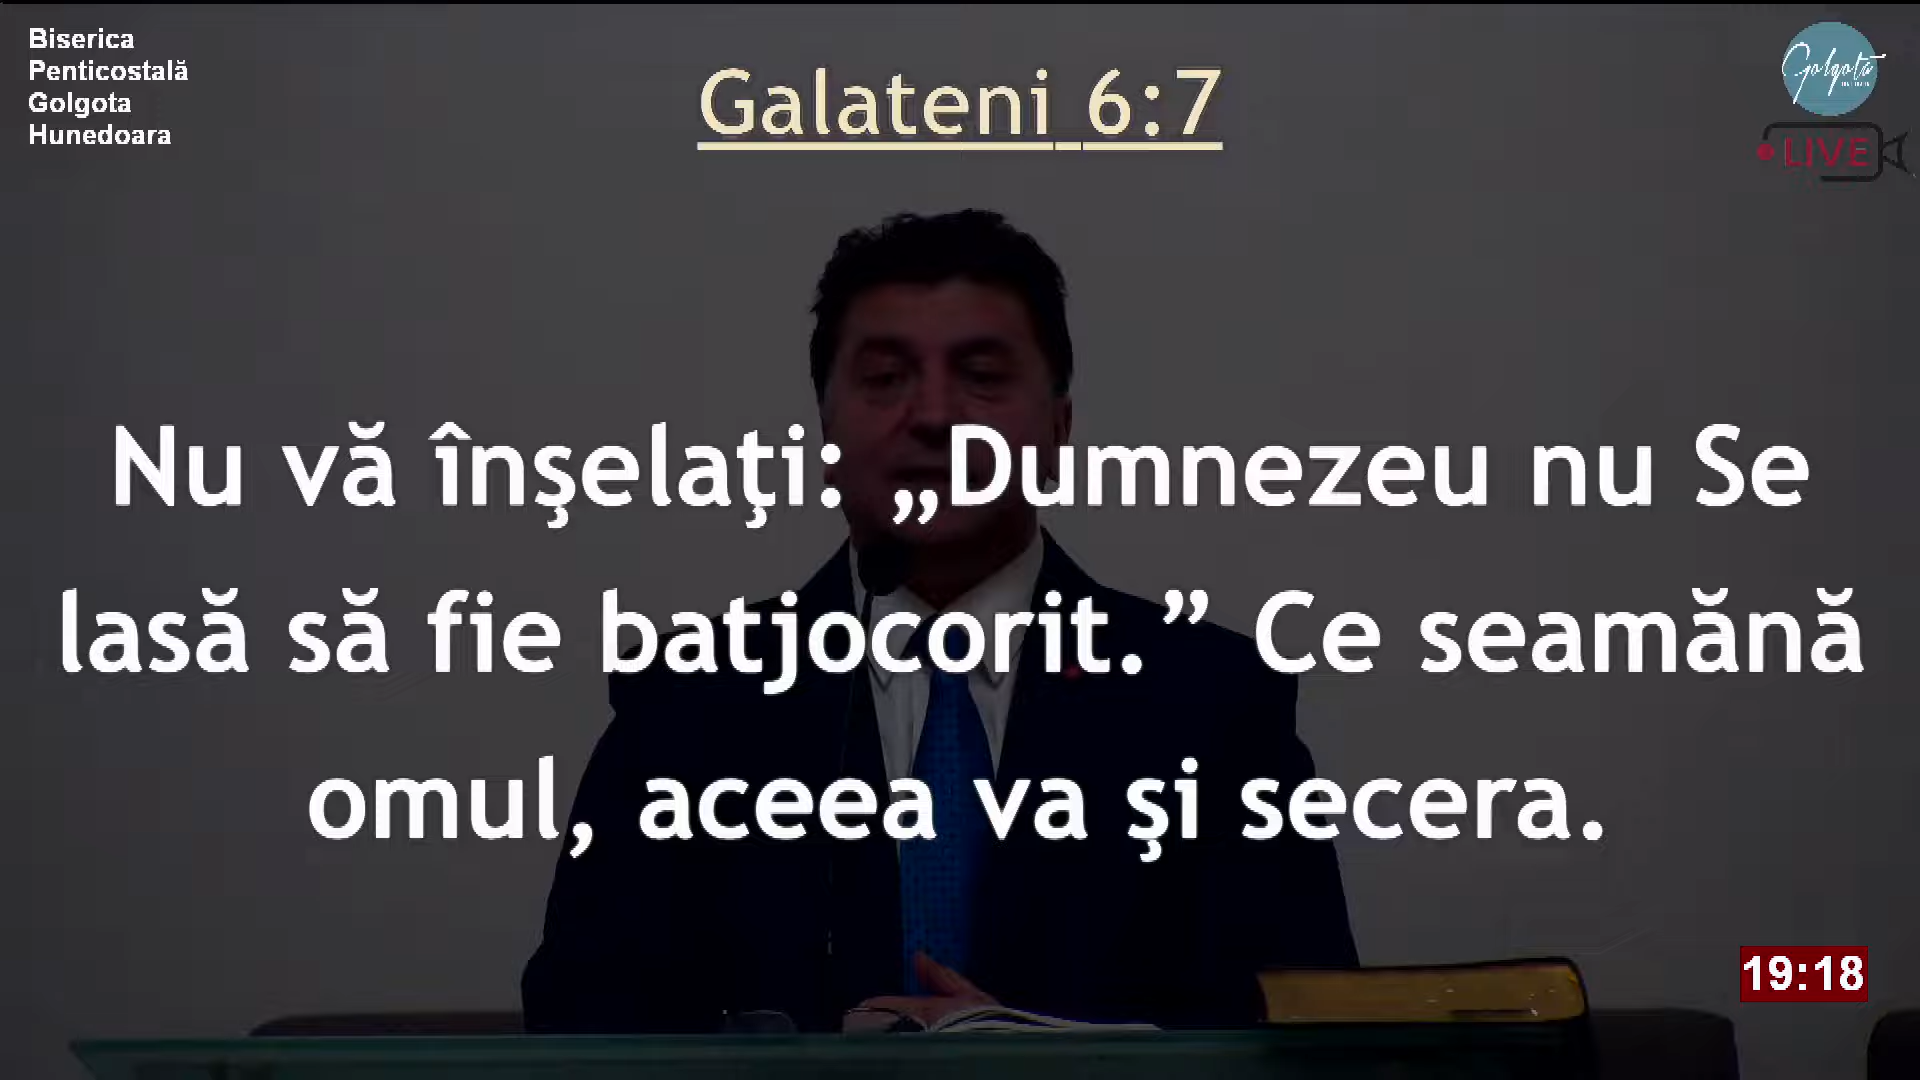 Biserica
Penticostală
Golgota
Hunedoara
Golgota
LIVE
Galateni 6:7
Nu vă înşelaţi: „Dumnezeu nu Se
lasă să fie batjocorit.” Ce seamănă
omul, aceea va şi secera.
19:18